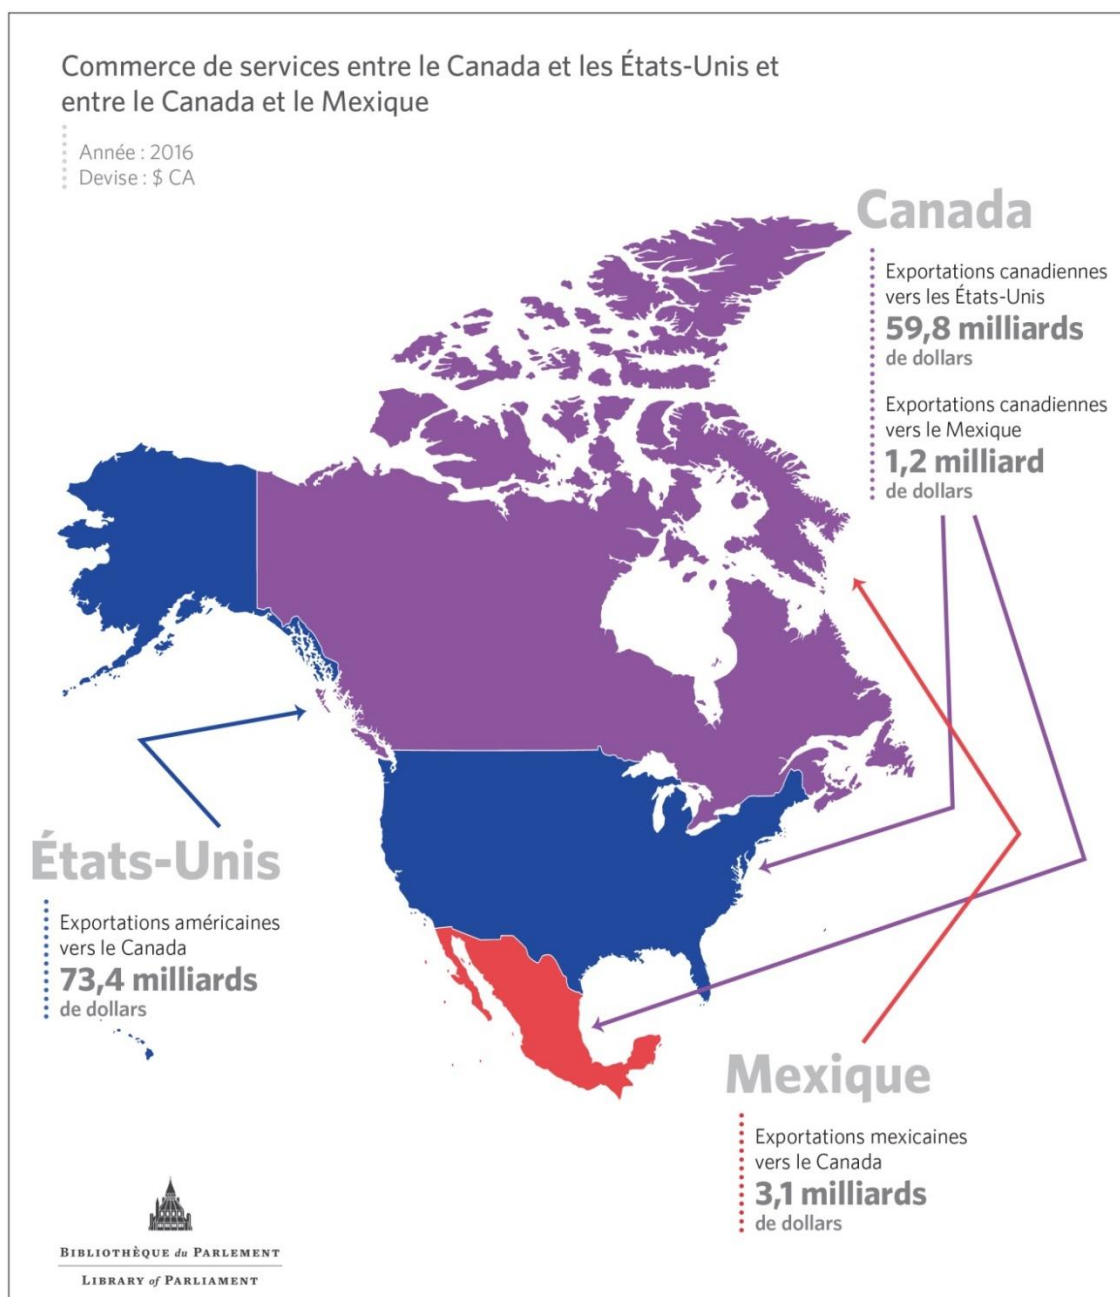 Commerce de services entre le Canada et les États-Unis et
entre le Canada et le Mexique
Année : 2016
Devise : $ CA
Canada
Exportations canadiennes
vers les États-Unis
59,8 milliards
de dollars
Exportations canadiennes
vers le Mexique
1,2 milliard
de dollars
États-Unis
Exportations américaines
vers le Canada
73,4 milliards
de dollars
Mexique
Exportations mexicaines
vers le Canada
3,1 milliards
de dollars
BIBLIOTHÈQUE du PARLEMENT
LIBRARY of PARLIAMENT